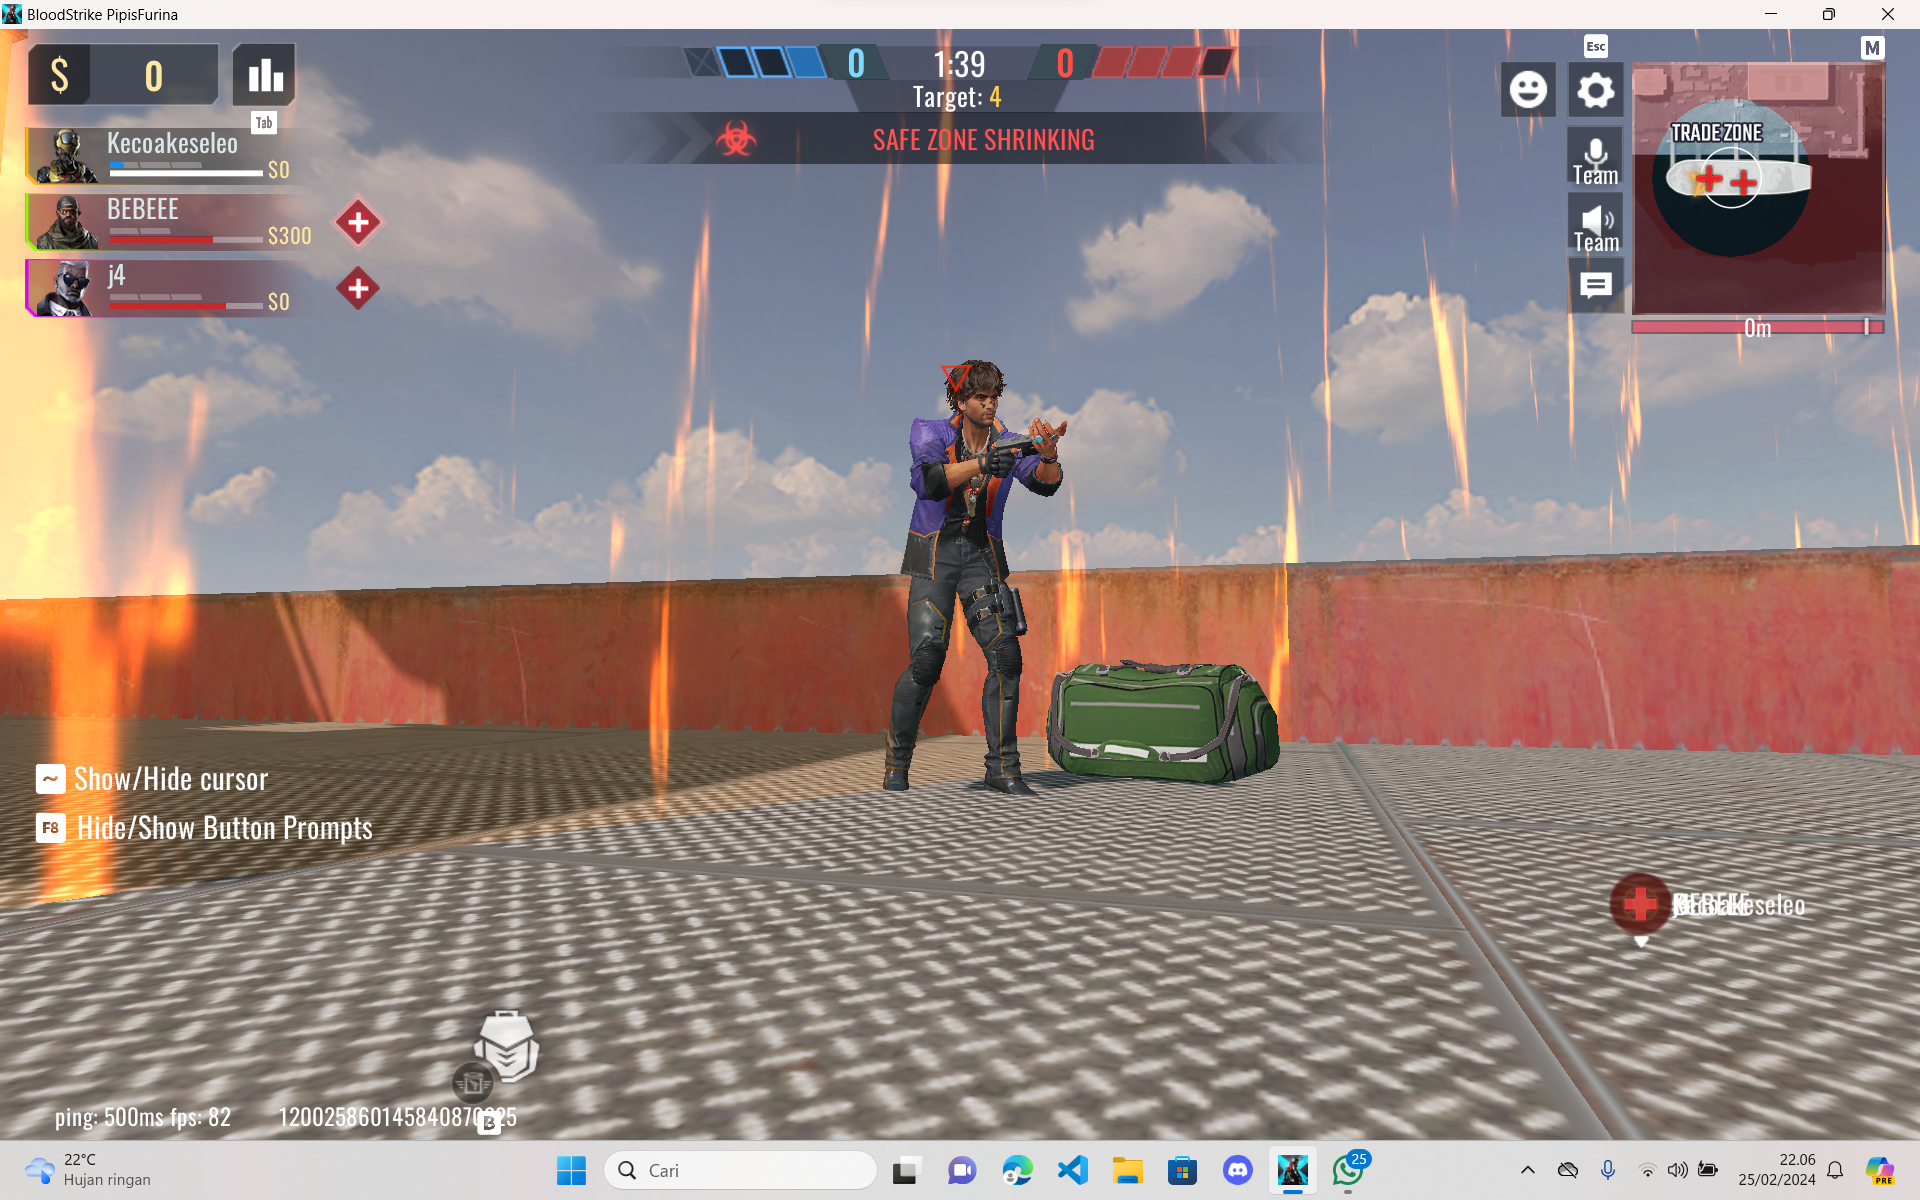 BloodStrike PipisFurina
$ 0
Tab
Kecoakeseleo
$0
BEBEEE
$300
j4
$0
0 1:39 0
Target: 4
SAFE ZONE SHRINKING
Esc
M
Team
Team
TRADE ZONE
0m
~ Show/Hide cursor
F8 Hide/Show Button Prompts
ping: 500ms fps: 82
B
22°C
Hujan ringan
Cari
25
PRE
22.06
25/02/2024